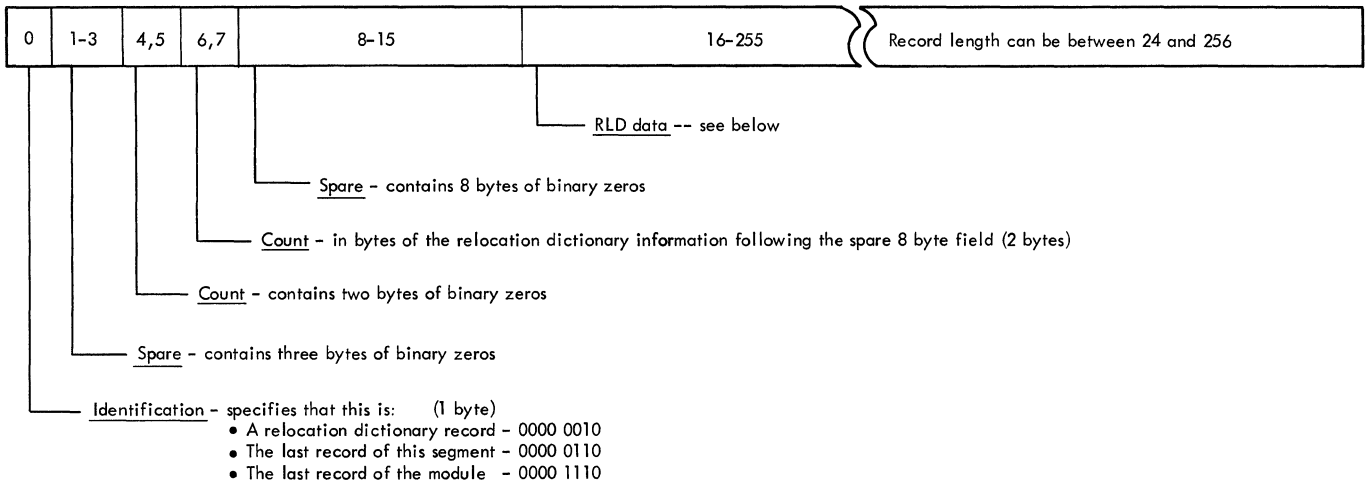 0 1-3 4,5 6,7 8-15 16-255 Record length can be between 24 and 256
RLD data -- see below
Spare - contains 8 bytes of binary zeros
Count - in bytes of the relocation dictionary information following the spare 8 byte field (2 bytes)
Count - contains two bytes of binary zeros
Spare - contains three bytes of binary zeros
Identification - specifies that this is: (1 byte)
• A relocation dictionary record - 0000 0010
• The last record of this segment - 0000 0110
• The last record of the module - 0000 1110